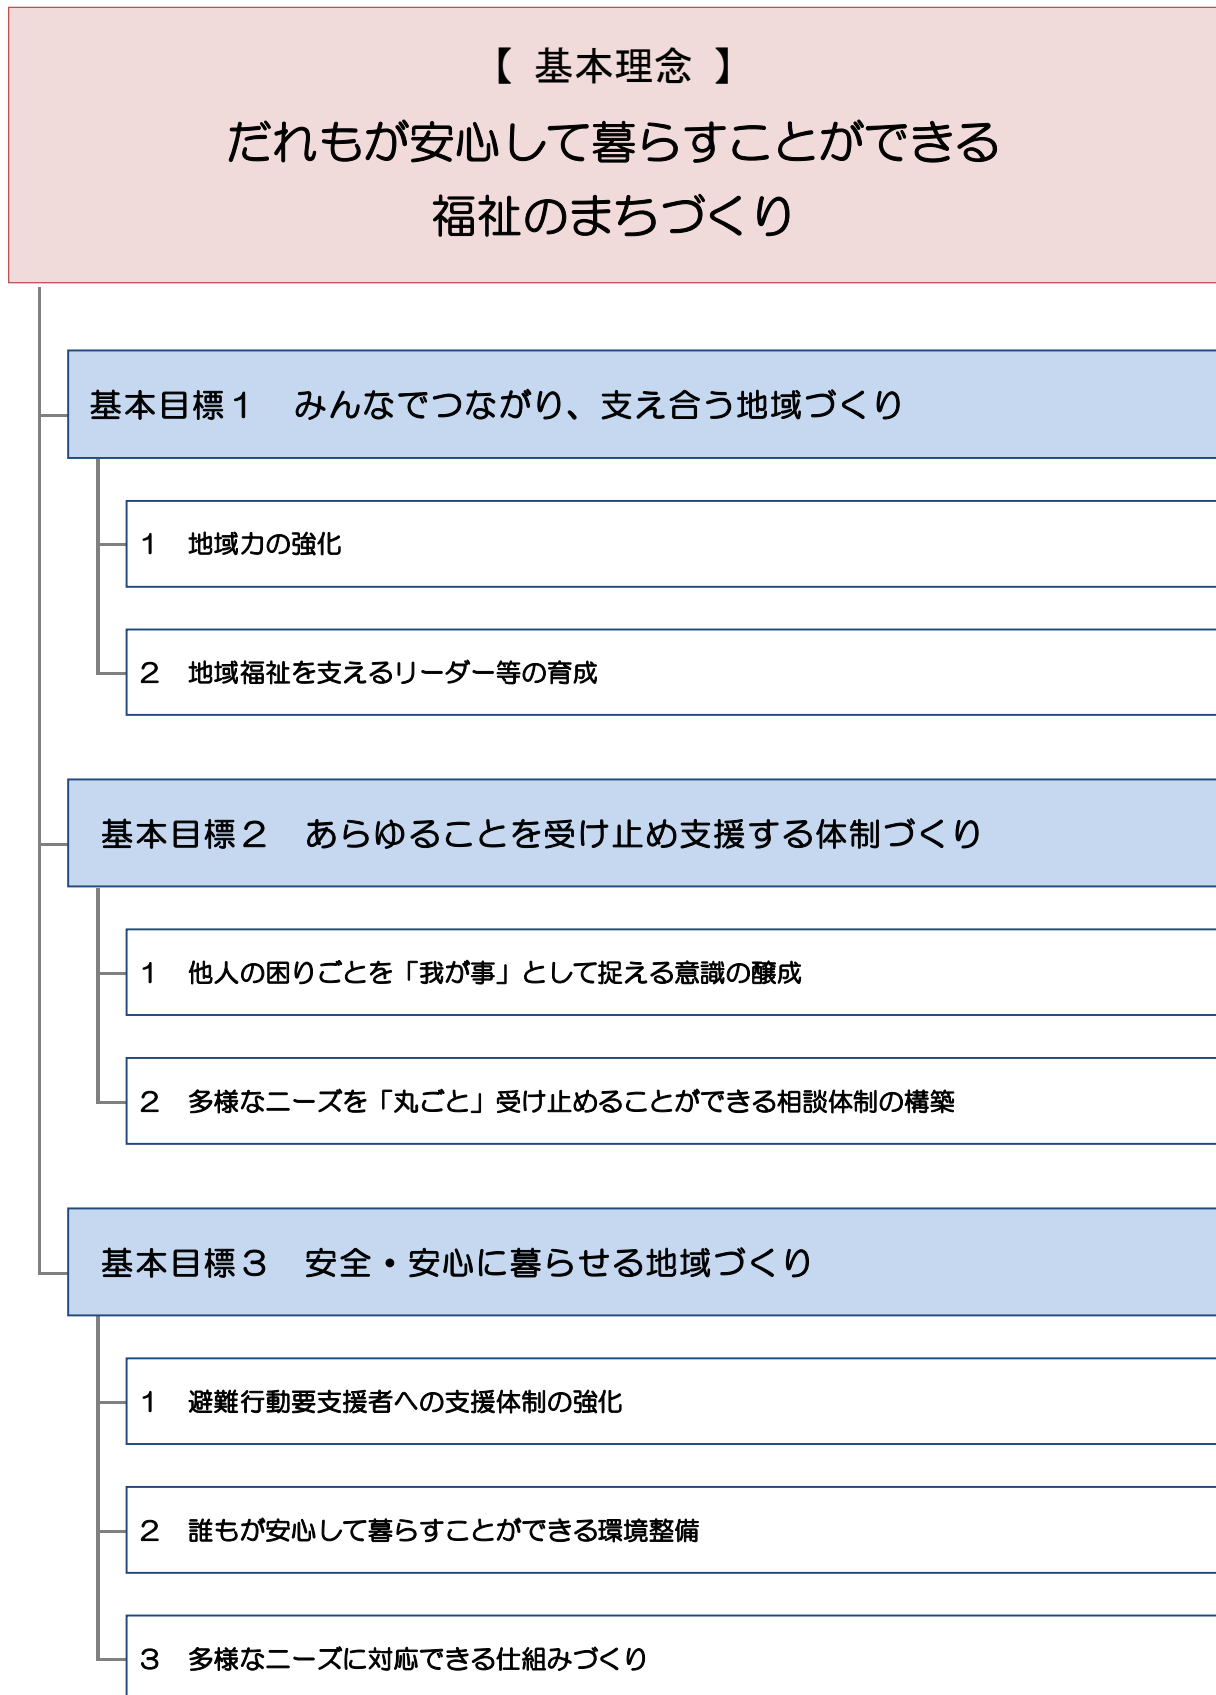 【 基本理念 】
だれもが安心して暮らすことができる
福祉のまちづくり
基本目標１　みんなでつながり、支え合う地域づくり
１　地域力の強化
２　地域福祉を支えるリーダー等の育成
基本目標２　あらゆることを受け止め支援する体制づくり
１　他人の困りごとを「我が事」として捉える意識の醸成
２　多様なニーズを「丸ごと」受け止めることができる相談体制の構築
基本目標３　安全・安心に暮らせる地域づくり
１　避難行動要支援者への支援体制の強化
２　誰もが安心して暮らすことができる環境整備
３　多様なニーズに対応できる仕組みづくり